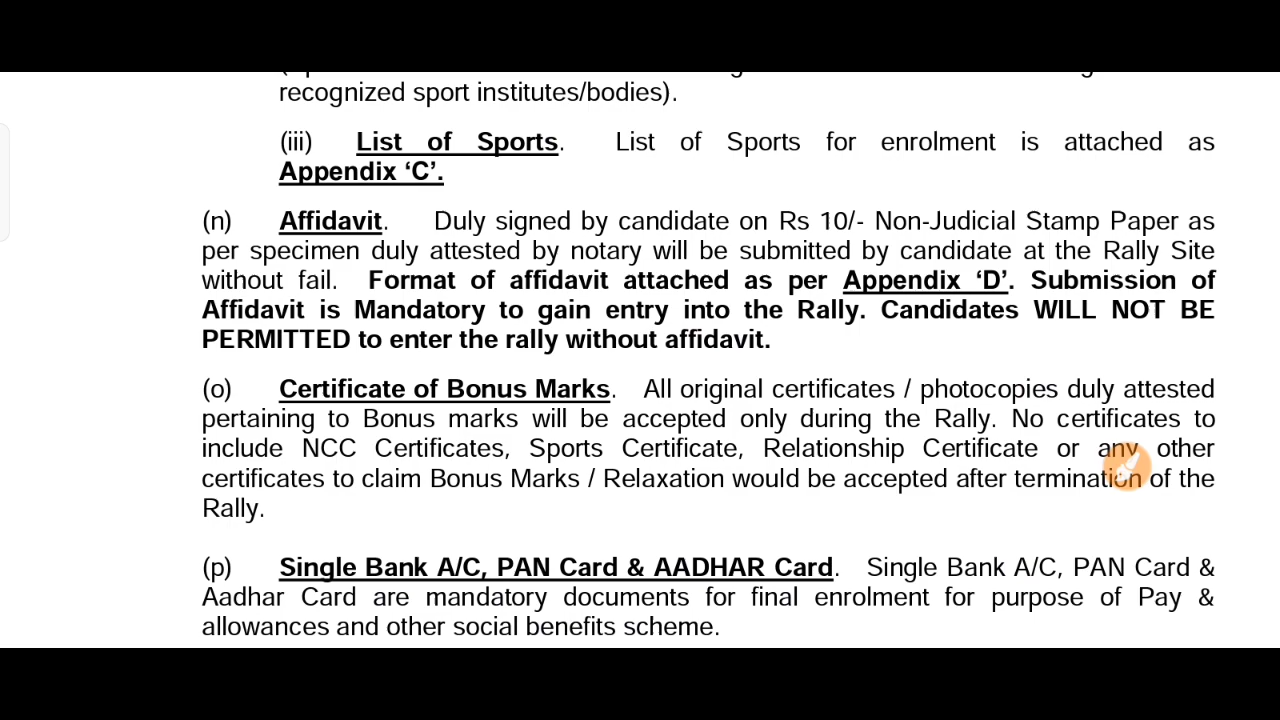 recognized sport institutes/bodies).
(iii) List of Sports. List of Sports for enrolment is attached as
Appendix ‘C’.
(n) Affidavit. Duly signed by candidate on Rs 10/- Non-Judicial Stamp Paper as
per specimen duly attested by notary will be submitted by candidate at the Rally Site
without fail. Format of affidavit attached as per Appendix ‘D’. Submission of
Affidavit is Mandatory to gain entry into the Rally. Candidates WILL NOT BE
PERMITTED to enter the rally without affidavit.
(o) Certificate of Bonus Marks. All original certificates / photocopies duly attested
pertaining to Bonus marks will be accepted only during the Rally. No certificates to
include NCC Certificates, Sports Certificate, Relationship Certificate or any other
certificates to claim Bonus Marks / Relaxation would be accepted after termination of the
Rally.
(p) Single Bank A/C, PAN Card & AADHAR Card. Single Bank A/C, PAN Card &
Aadhar Card are mandatory documents for final enrolment for purpose of Pay &
allowances and other social benefits scheme.